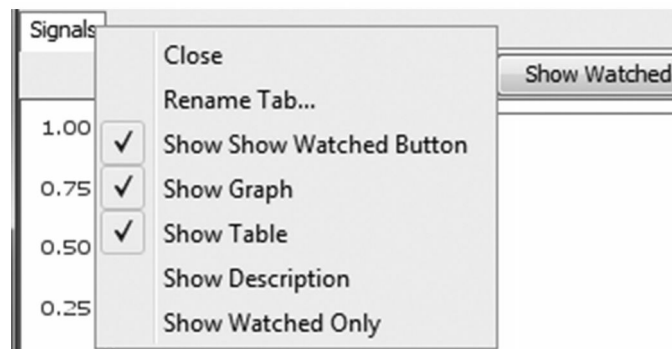 Signals
Close
Show Watched
Rename Tab...
1.00
Show Show Watched Button
0.75
Show Graph
0.50
Show Table
Show Description
0.25
Show Watched Only